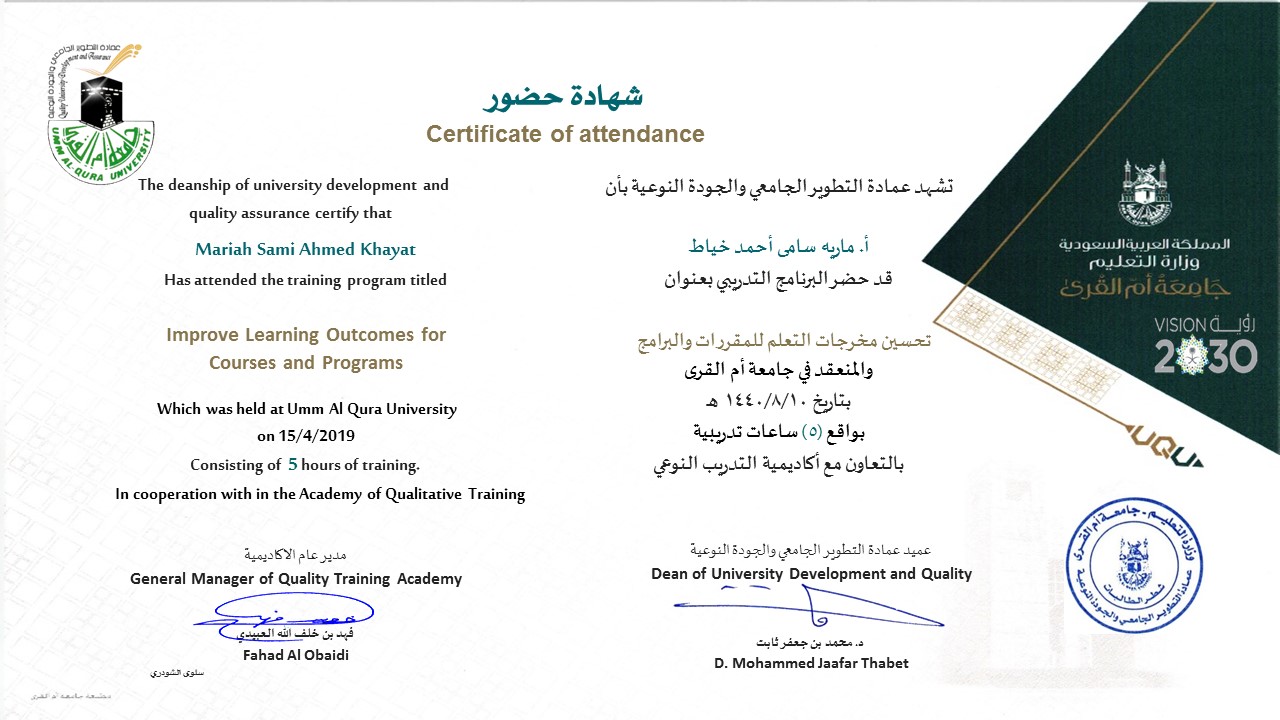 عمادة التطوير الجامعي والجودة النوعية
Quality University Development and Assurance
جامعة أم القرى
UMM AL-QURA UNIVERSITY
شهادة حضور
Certificate of attendance
The deanship of university development and
quality assurance certify that
Mariah Sami Ahmed Khayat
Has attended the training program titled
Improve Learning Outcomes for
Courses and Programs
Which was held at Umm Al Qura University
on 15/4/2019
Consisting of 5 hours of training.
In cooperation with in the Academy of Qualitative Training
تشهد عمادة التطوير الجامعي والجودة النوعية بأن
أ. ماريه سامى أحمد خياط
قد حضر البرنامج التدريبي بعنوان
تحسين مخرجات التعلم للمقررات والبرامج
والمنعقد في جامعة أم القرى
بتاريخ ١٤٤٠/٨/١٠ هـ
بواقع (٥) ساعات تدريبية
بالتعاون مع أكاديمية التدريب النوعي
المملكة العربية السعودية
وزارة التعليم
جامعة أم القرى
VISION رؤيــة
2030
UQU
مدير عام الاكاديمية
General Manager of Quality Training Academy
فهد بن خلف الله العبيدي
Fahad Al Obaidi
سلوى الشودري
عميد عمادة التطوير الجامعي والجودة النوعية
Dean of University Development and Quality
د. محمد بن جعفر ثابت
D. Mohammed Jaafar Thabet
وزارة التعليم - جامعة أم القرى
شطر الطالبات
عمادة التطوير الجامعي والجودة النوعية
مطبعة جامعة أم القرى